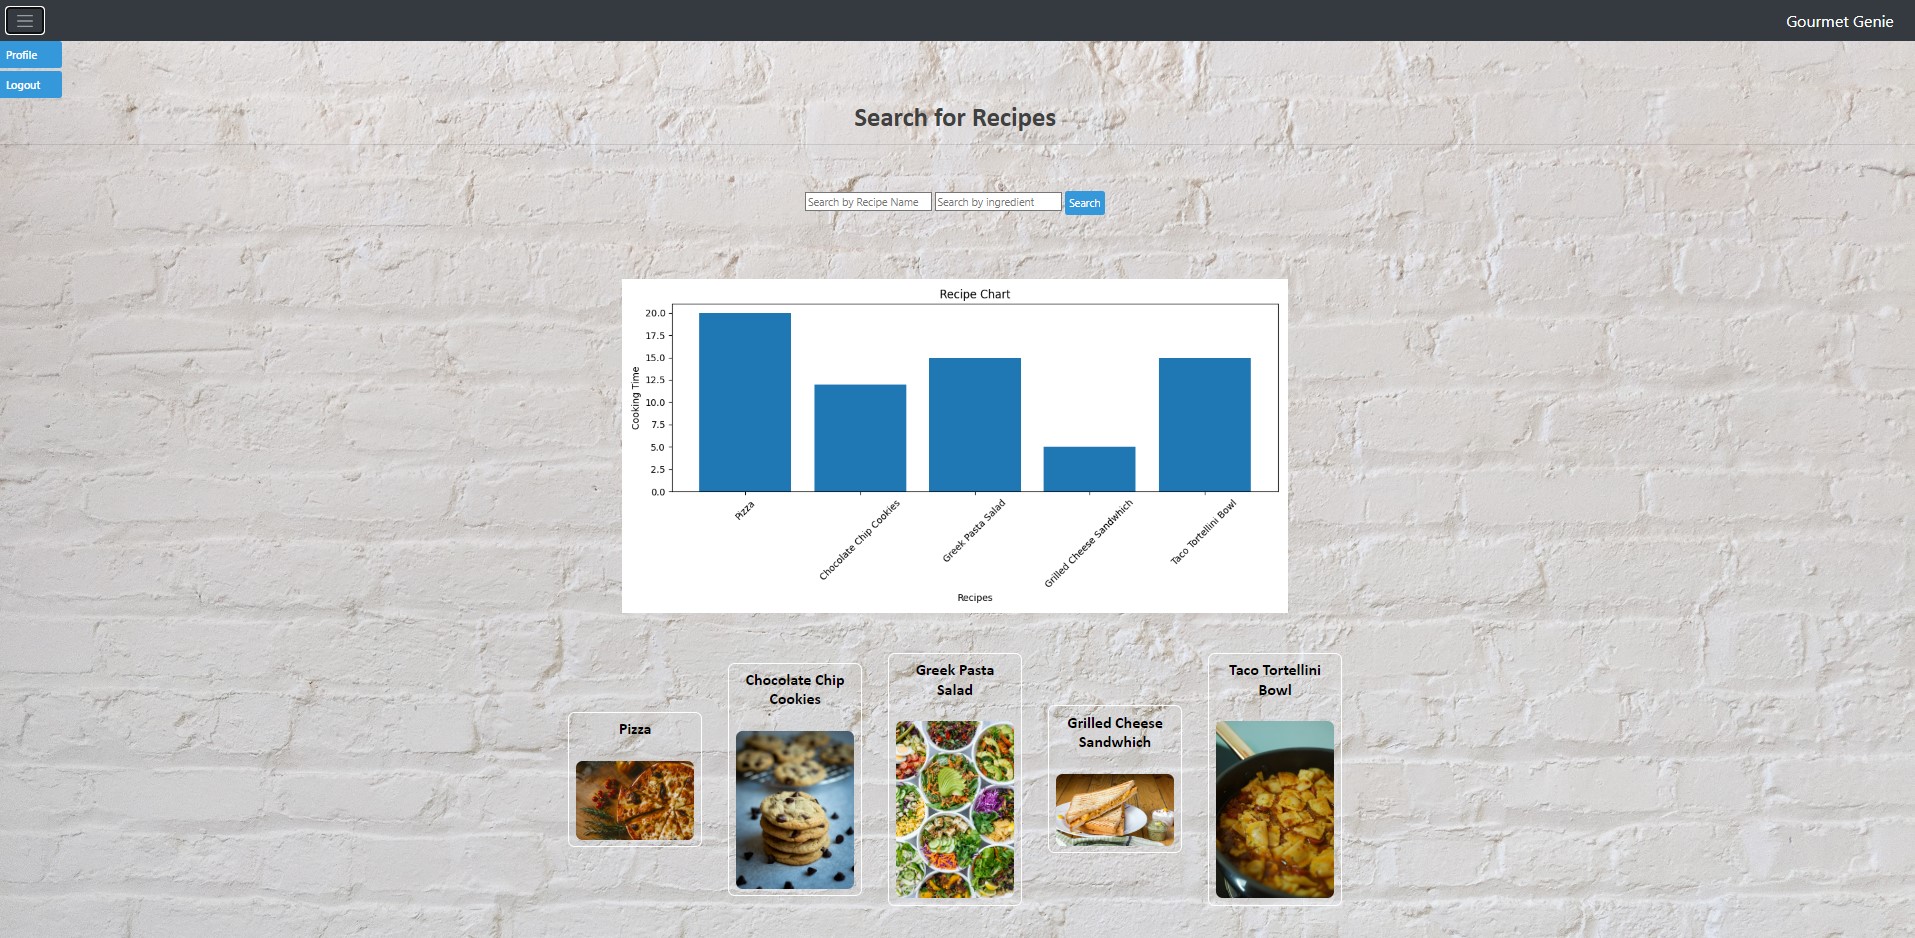 Gourmet Genie
Profile
Logout
Search for Recipes
Search by Recipe Name Search by ingredient Search
Recipe Chart
20.0
17.5
15.0
12.5
10.0
7.5
5.0
2.5
0.0
Cooking Time
Pizza
Chocolate Chip Cookies
Greek Pasta Salad
Grilled Cheese Sandwhich
Taco Tortellini Bowl
Recipes
Pizza
Chocolate Chip
Cookies
Greek Pasta
Salad
Grilled Cheese
Sandwhich
Taco Tortellini
Bowl